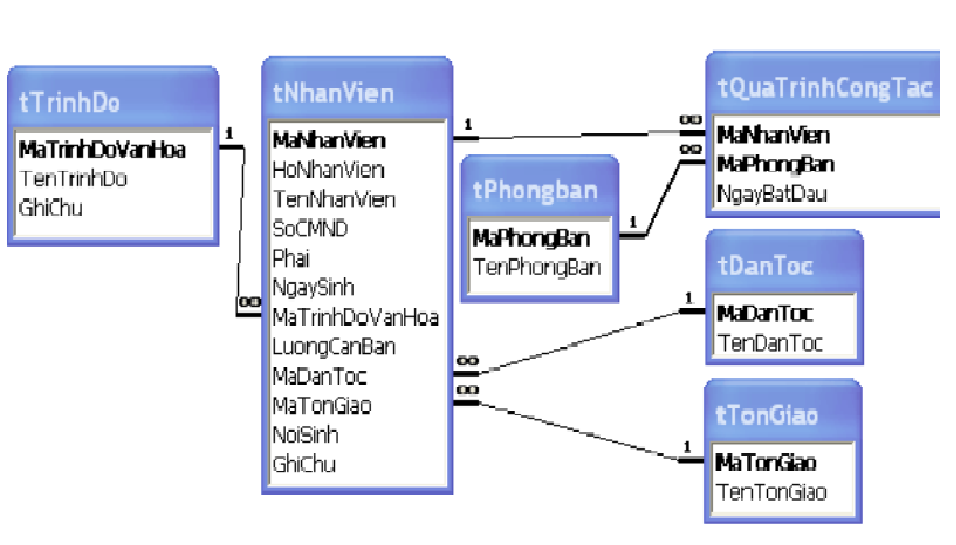 tTrinhDo
MaTrinhDoVanHoa
TenTrinhDo
GhiChu
1
∞
tNhanVien
MaNhanVien
HoNhanVien
TenNhanVien
SoCMND
Phai
NgaySinh
MaTrinhDoVanHoa
LuongCanBan
MaDanToc
MaTonGiao
NoiSinh
GhiChu
1
∞
∞
∞
∞
tPhongban
MaPhongBan
TenPhongBan
1
tQuaTrinhCongTac
MaNhanVien
MaPhongBan
NgayBatDau
1
tDanToc
MaDanToc
TenDanToc
1
tTonGiao
MaTonGiao
TenTonGiao